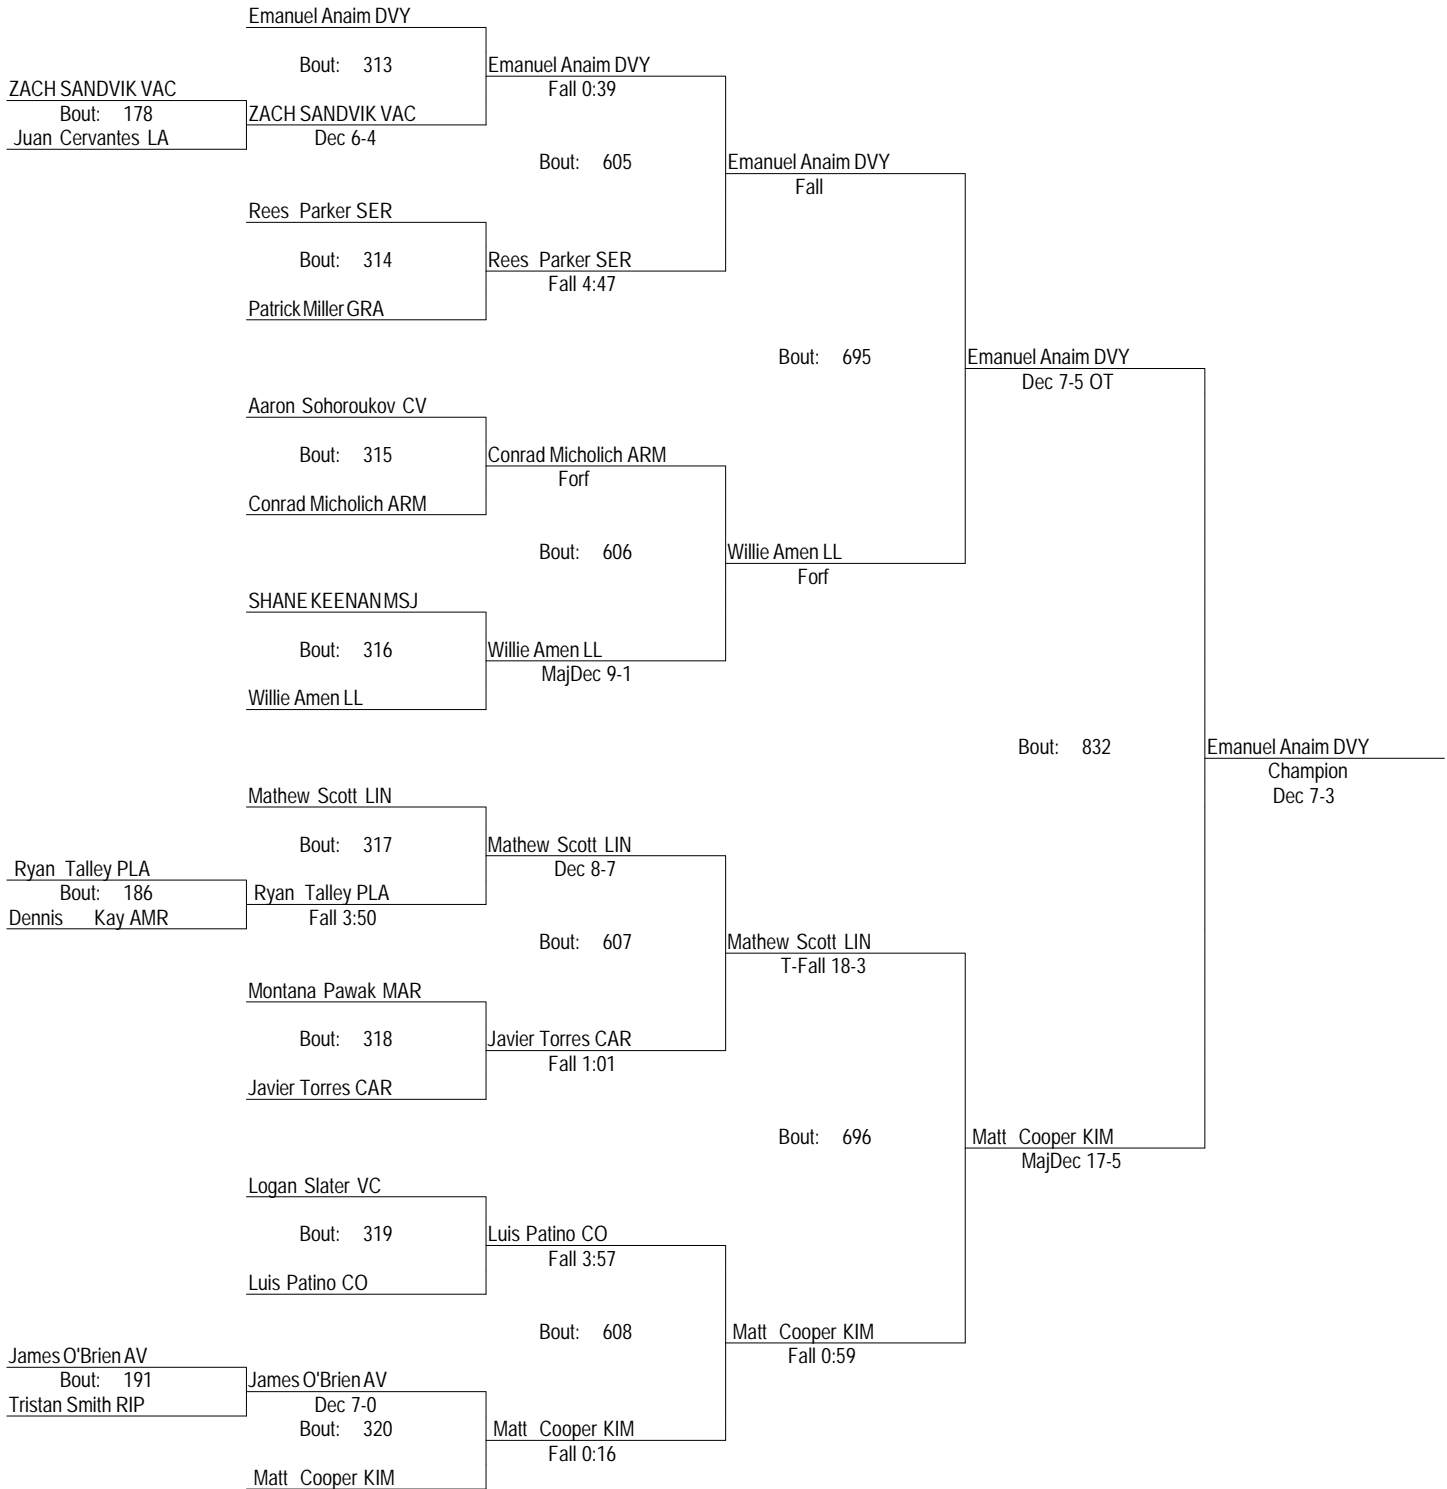 Emanuel Anaim DVY
Bout: 313
Emanuel Anaim DVY
Fall 0:39
ZACH SANDVIK VAC
Bout: 178
Juan Cervantes LA
ZACH SANDVIK VAC
Dec 6-4
Bout: 605
Emanuel Anaim DVY
Fall
Rees Parker SER
Bout: 314
Rees Parker SER
Fall 4:47
Patrick Miller GRA
Bout: 695
Emanuel Anaim DVY
Dec 7-5 OT
Aaron Sohoroukov CV
Bout: 315
Conrad Micholich ARM
Forf
Conrad Micholich ARM
Bout: 606
Willie Amen LL
Forf
SHANE KEENAN MSJ
Bout: 316
Willie Amen LL
MajDec 9-1
Willie Amen LL
Bout: 832
Emanuel Anaim DVY
Champion
Dec 7-3
Mathew Scott LIN
Bout: 317
Mathew Scott LIN
Dec 8-7
Ryan Talley PLA
Bout: 186
Dennis Kay AMR
Ryan Talley PLA
Fall 3:50
Bout: 607
Mathew Scott LIN
T-Fall 18-3
Montana Pawak MAR
Bout: 318
Javier Torres CAR
Fall 1:01
Javier Torres CAR
Bout: 696
Matt Cooper KIM
MajDec 17-5
Logan Slater VC
Bout: 319
Luis Patino CO
Fall 3:57
Luis Patino CO
Bout: 608
Matt Cooper KIM
Fall 0:59
James O'Brien AV
Bout: 191
Tristan Smith RIP
James O'Brien AV
Dec 7-0
Bout: 320
Matt Cooper KIM
Fall 0:16
Matt Cooper KIM